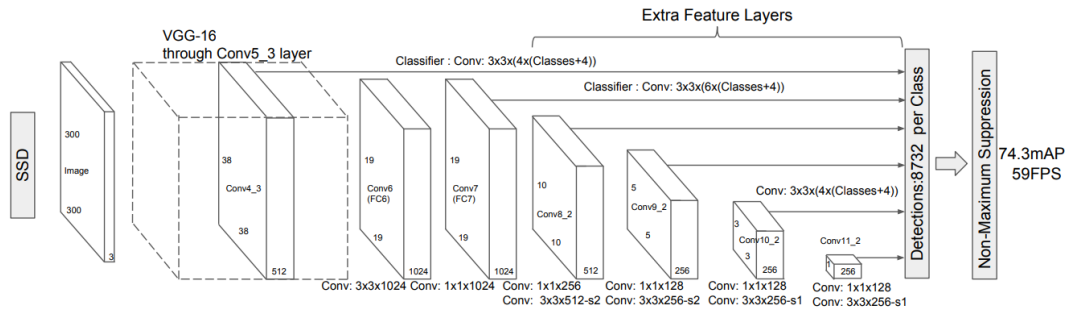 Extra Feature Layers
VGG-16
through Conv5_3 layer
Classifier : Conv: 3x3x(4x(Classes+4))
Classifier : Conv: 3x3x(6x(Classes+4))
SSD
300
Image
300
3
38
Conv4_3
38
512
19
Conv6
(FC6)
19
1024
19
Conv7
(FC7)
19
1024
10
Conv8_2
10
512
5
Conv9_2
5
256
Conv: 3x3x(4x(Classes+4))
3
Conv10_2
3
256
Conv11_2
1
256
Detections:8732 per Class
Non-Maximum Suppression
74.3mAP
59FPS
Conv: 3x3x1024
Conv: 1x1x1024
Conv: 1x1x256
Conv: 3x3x512-s2
Conv: 1x1x128
Conv: 3x3x256-s2
Conv: 1x1x128
Conv: 3x3x256-s1
Conv: 1x1x128
Conv: 3x3x256-s1